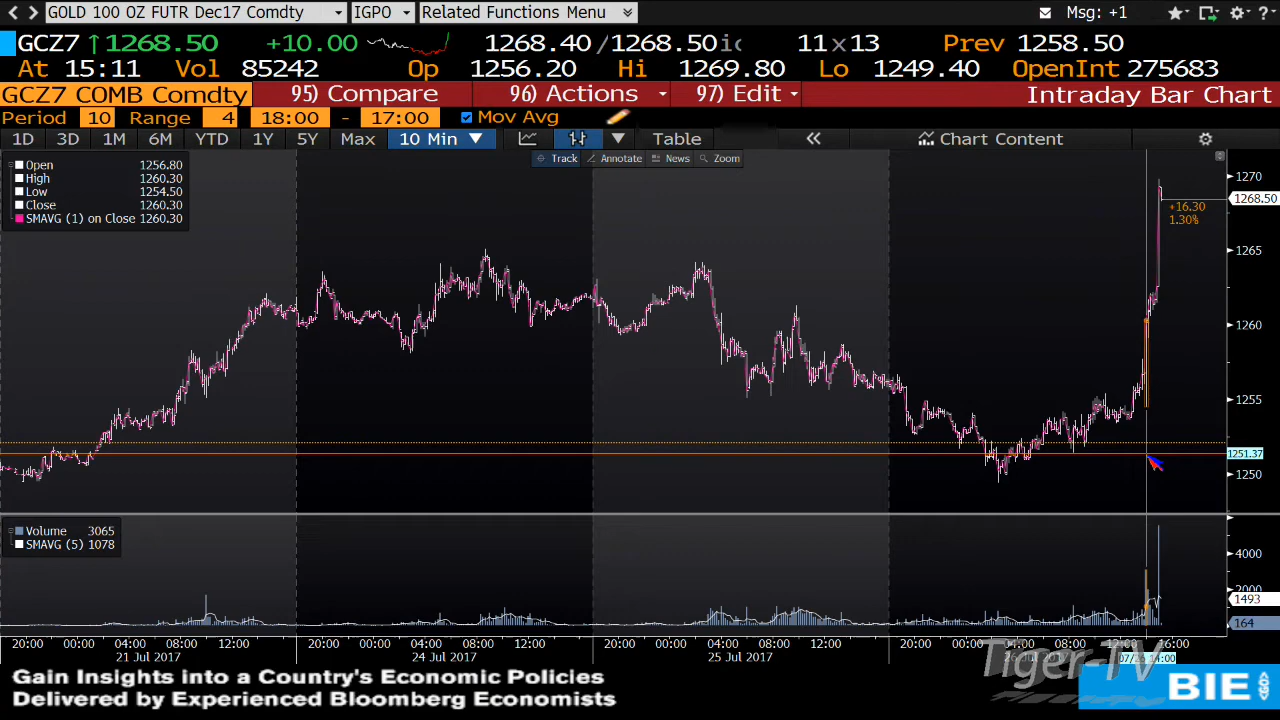 GOLD 100 OZ FUTR Dec17 Comdty IGPO Related Functions Menu Msg: +1
GCZ7 ↑1268.50 +10.00 1268.40/1268.50 11x13 Prev 1258.50
At 15:11 Vol 85242 Op 1256.20 Hi 1269.80 Lo 1249.40 OpenInt 275683
GCZ7 COMB Comdty 95) Compare 96) Actions 97) Edit Intraday Bar Chart
Period 10 Range 4 18:00 - 17:00 Mov Avg
1D 3D 1M 6M YTD 1Y 5Y Max 10 Min Table « Chart Content
Track Annotate News Zoom
Open 1256.80
High 1260.30
Low 1254.50
Close 1260.30
SMAVG (1) on Close 1260.30
1270
1268.50
+16.30
1.30%
1265
1260
1255
1251.37
1250
Volume 3065
SMAVG (5) 1078
4000
2000
1493
164
20:00 00:00 04:00 08:00 12:00 20:00 00:00 04:00 08:00 12:00 20:00 00:00 04:00 08:00 12:00 20:00 00:00 04:00 08:00 12:00 16:00
21 Jul 2017 24 Jul 2017 25 Jul 2017 07/26 14:00
Tiger-TV
Gain Insights into a Country's Economic Policies
Delivered by Experienced Bloomberg Economists
BIE